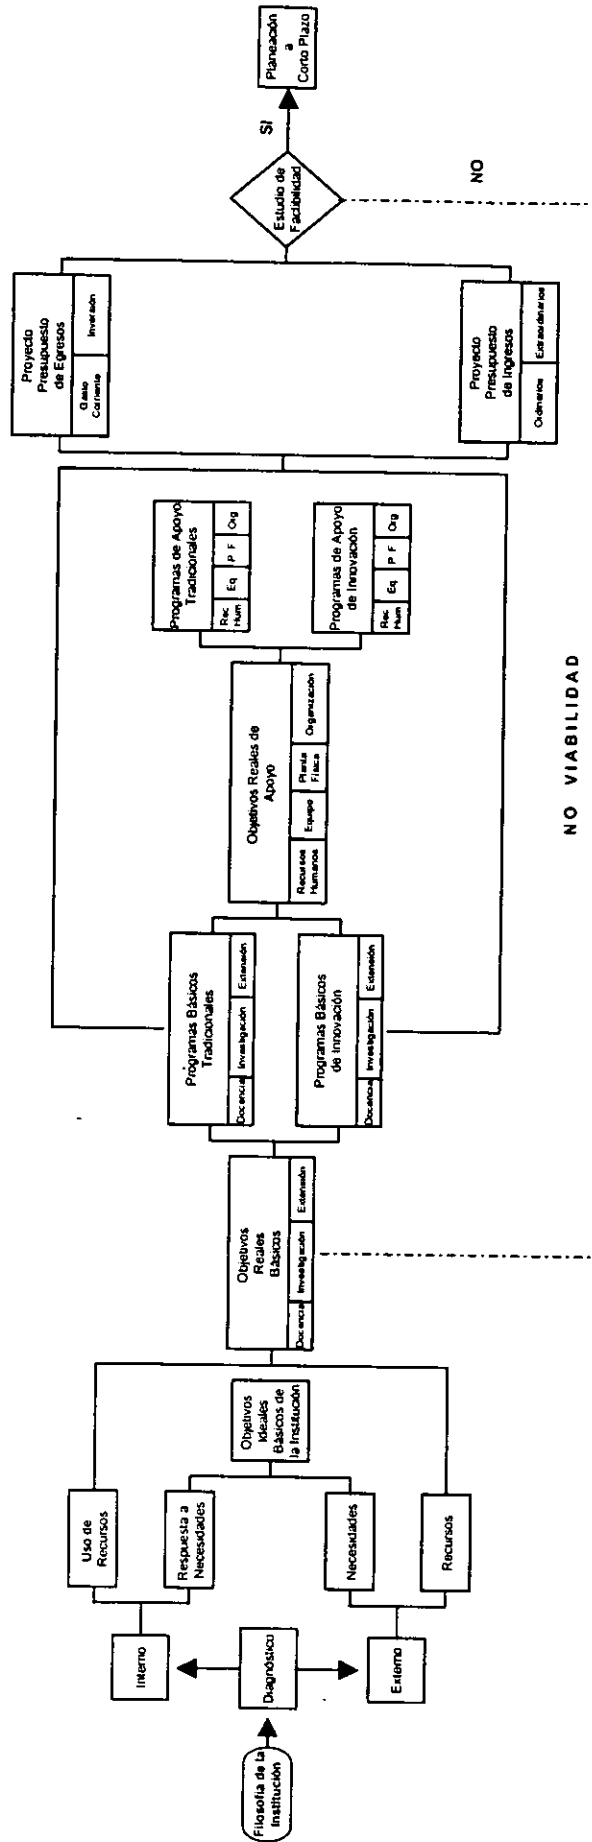 Filosofía de la
Institución
Diagnóstico
Interno
Externo
Uso de
Recursos
Respuesta a
Necesidades
Necesidades
Recursos
Objetivos
Ideales
Básicos de
la Institución
Objetivos
Reales
Básicos
Docencia
Investigación
Extensión
Programas Básicos
Tradicionales
Docencia
Investigación
Extensión
Programas Básicos
de Innovación
Docencia
Investigación
Extensión
Objetivos Reales de
Apoyo
Recursos
Humanos
Equipo
Planta
Física
Organización
Programas de Apoyo
Tradicionales
Rec
Hum
Eq
P F
Org
Programas de Apoyo
de Innovación
Rec
Hum
Eq
P F
Org
Proyecto
Presupuesto
de Egresos
Gasto
Corriente
Inversión
Proyecto
Presupuesto
de Ingresos
Ordinarios
Extraordinarios
Estudio de
Factibilidad
SI
NO
Planeación
a
Corto Plazo
NO VIABILIDAD